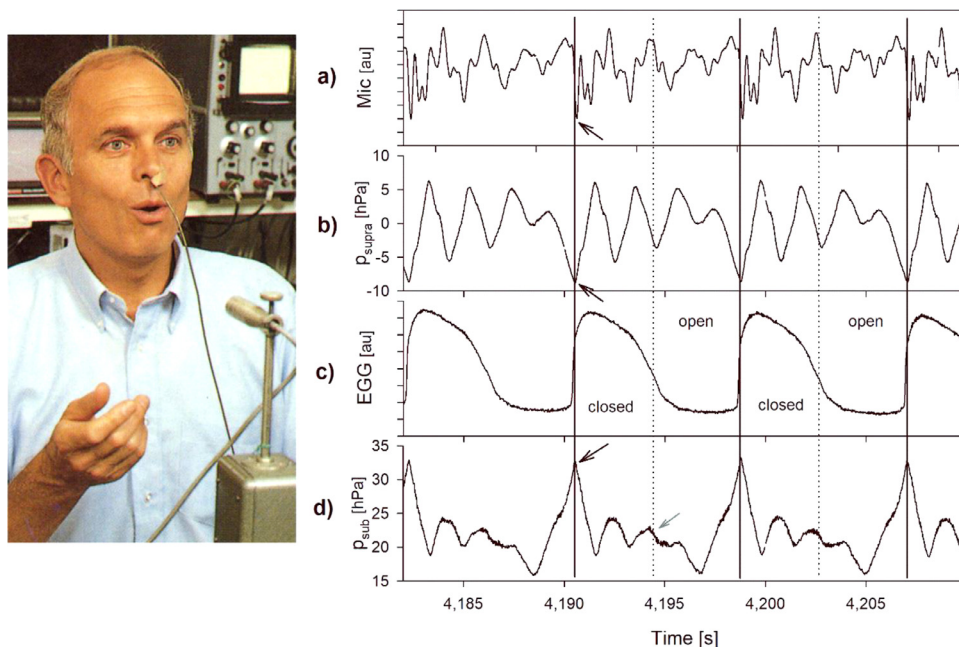 a)
Mic [au]
b)
p_supra [hPa]
10
5
0
-5
-10
c)
EGG [au]
open
open
closed
closed
d)
p_sub [hPa]
35
30
25
20
15
4,185
4,190
4,195
4,200
4,205
Time [s]